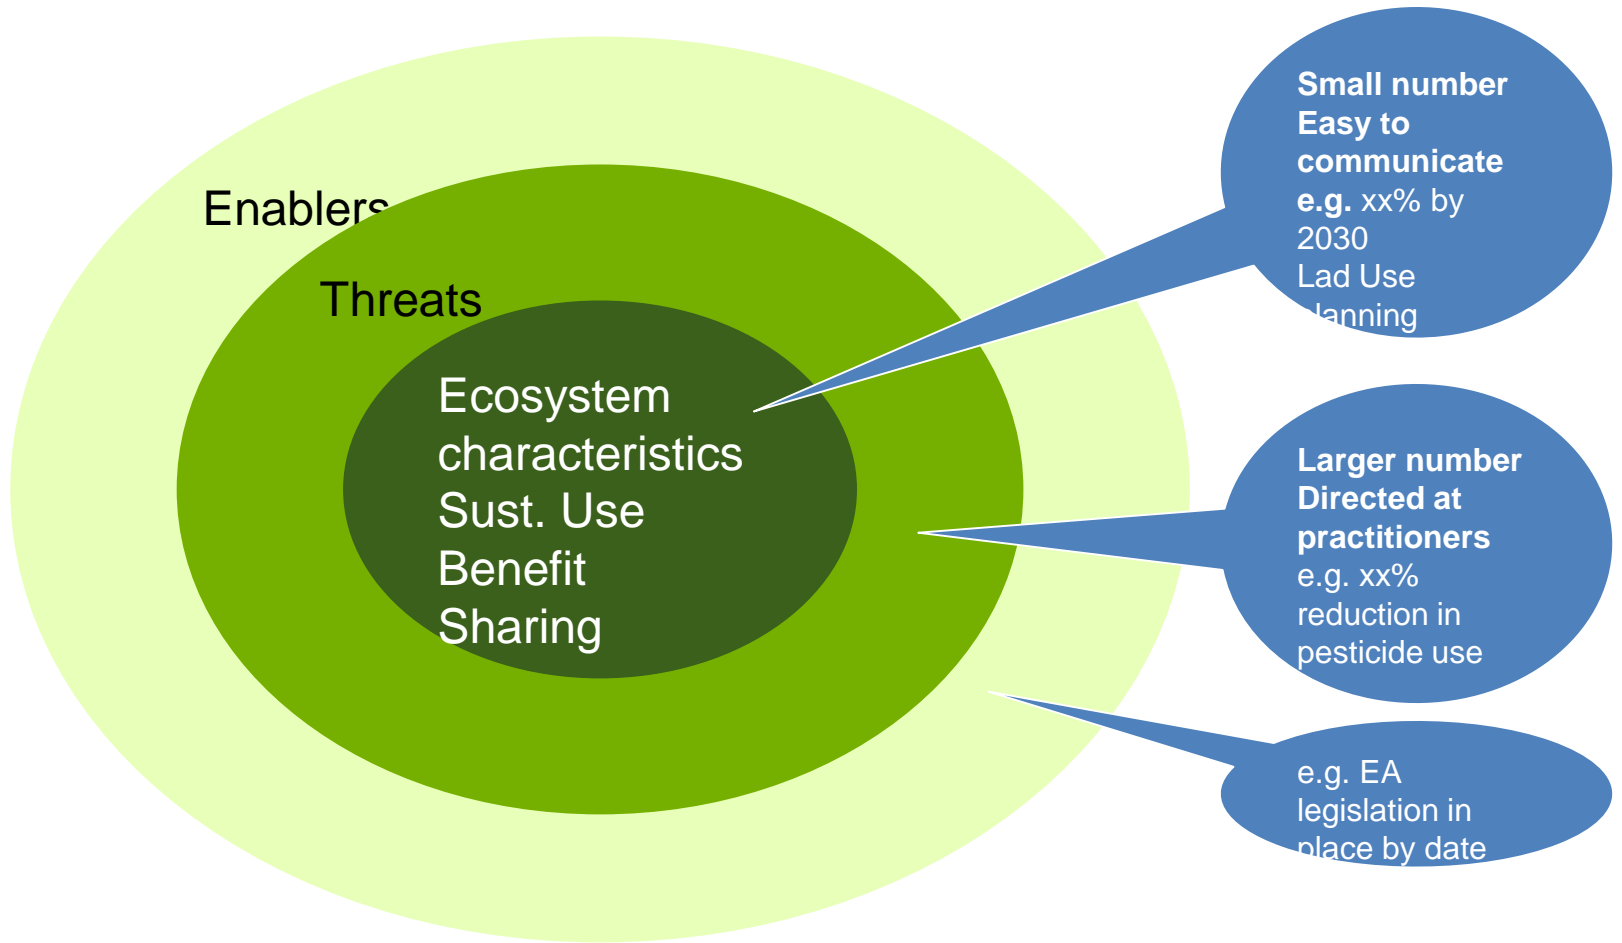 Enablers
Threats
Ecosystem
characteristics
Sust. Use
Benefit
Sharing
Small number
Easy to
communicate
e.g. xx% by
2030
Lad Use
planning
Larger number
Directed at
practitioners
e.g. xx%
reduction in
pesticide use
e.g. EA
legislation in
place by date